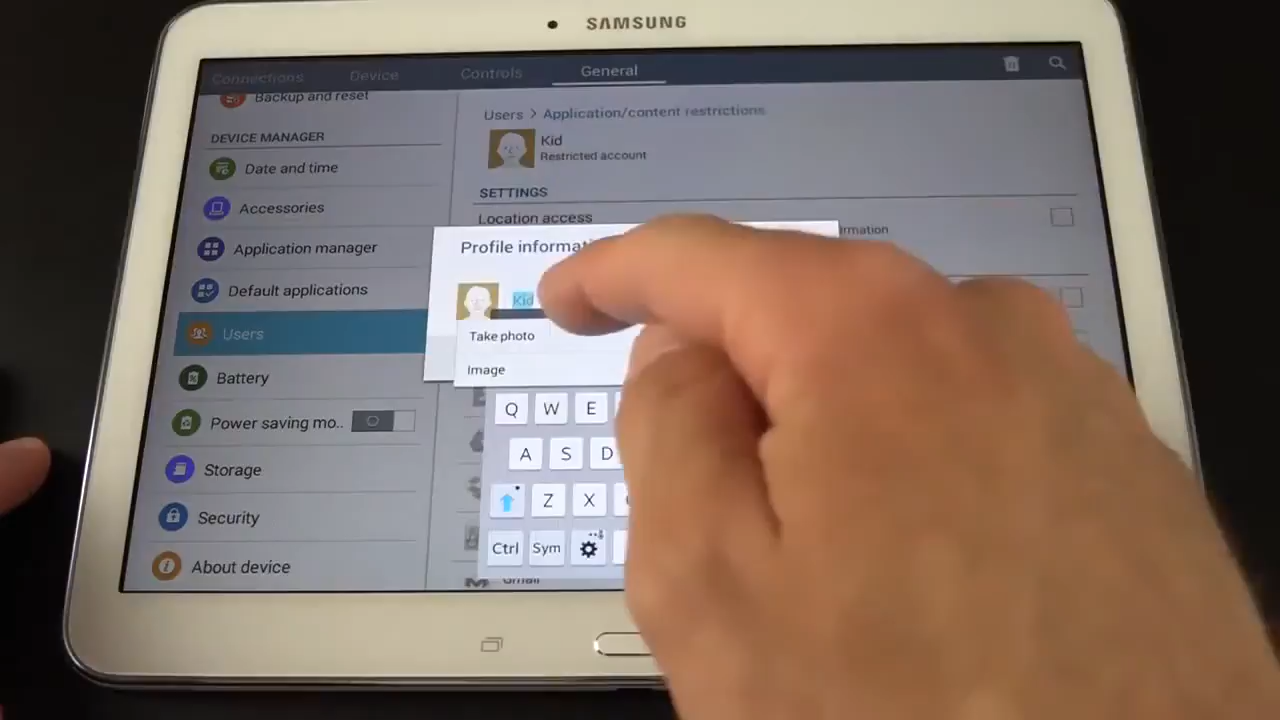 SAMSUNG
Connections
Device
Controls
General
Backup and reset
DEVICE MANAGER
Date and time
Accessories
Application manager
Default applications
Users
Battery
Power saving mo..
Storage
Security
About device
Users > Application/content restrictions
Kid
Restricted account
SETTINGS
Location access
Profile
Kid
Take photo
Image
Q W E
A S D
Z X
Ctrl Sym
Gmail